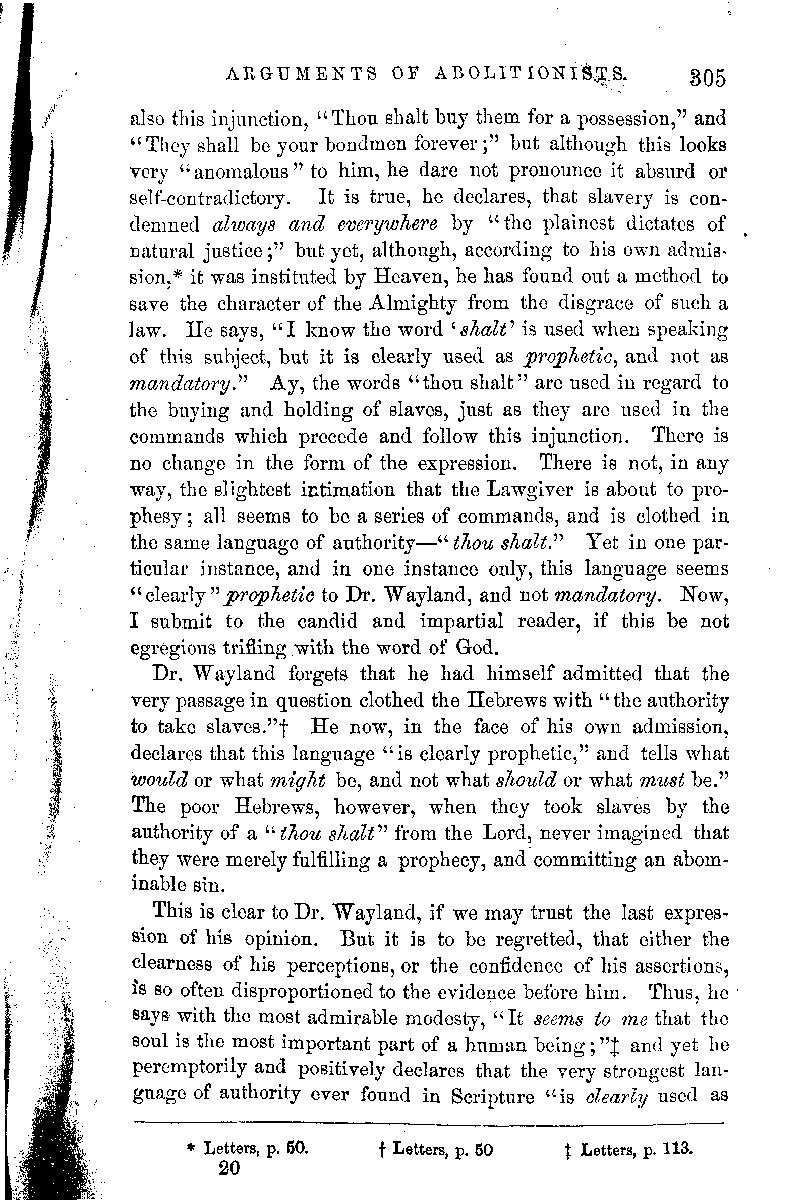 ARGUMENTS OF ABOLITIONISTS. 305
also this injunction, "Thou shalt buy them for a possession," and
"They shall be your bondmen forever;" but although this looks
very "anomalous" to him, he dare not pronounce it absurd or
self-contradictory. It is true, he declares, that slavery is con-
demned always and everywhere by "the plainest dictates of
natural justice;" but yet, although, according to his own admis-
sion,* it was instituted by Heaven, he has found out a method to
save the character of the Almighty from the disgrace of such a
law. He says, "I know the word 'shalt' is used when speaking
of this subject, but it is clearly used as prophetic, and not as
mandatory." Ay, the words "thou shalt" are used in regard to
the buying and holding of slaves, just as they are used in the
commands which precede and follow this injunction. There is
no change in the form of the expression. There is not, in any
way, the slightest intimation that the Lawgiver is about to pro-
phesy; all seems to be a series of commands, and is clothed in
the same language of authority—"thou shalt." Yet in one par-
ticular instance, and in one instance only, this language seems
"clearly" prophetic to Dr. Wayland, and not mandatory. Now,
I submit to the candid and impartial reader, if this be not
egregious trifling with the word of God.
Dr. Wayland forgets that he had himself admitted that the
very passage in question clothed the Hebrews with "the authority
to take slaves."† He now, in the face of his own admission,
declares that this language "is clearly prophetic," and tells what
would or what might be, and not what should or what must be."
The poor Hebrews, however, when they took slaves by the
authority of a "thou shalt" from the Lord, never imagined that
they were merely fulfilling a prophecy, and committing an abom-
inable sin.
This is clear to Dr. Wayland, if we may trust the last expres-
sion of his opinion. But it is to be regretted, that either the
clearness of his perceptions, or the confidence of his assertions,
is so often disproportioned to the evidence before him. Thus, he
says with the most admirable modesty, "It seems to me that the
soul is the most important part of a human being;"‡ and yet he
peremptorily and positively declares that the very strongest lan-
guage of authority ever found in Scripture "is clearly used as
* Letters, p. 50. † Letters, p. 50 ‡ Letters, p. 113.
20